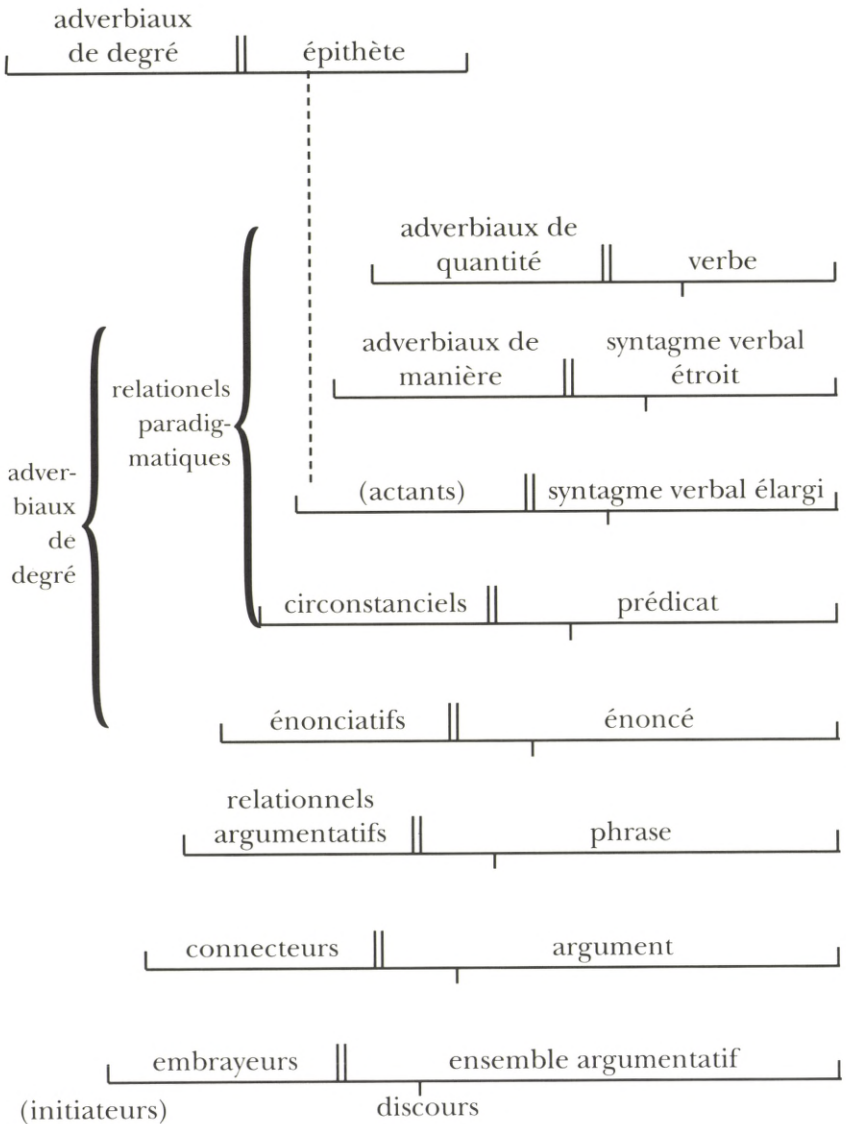 adverbiaux
de degré
épithète
adverbiaux de
quantité
verbe
adverbiaux de
manière
syntagme verbal
étroit
relationels
paradig-
matiques
adver-
biaux
de
degré
(actants)
syntagme verbal élargi
circonstanciels
prédicat
énonciatifs
énoncé
relationnels
argumentatifs
phrase
connecteurs
argument
embrayeurs
ensemble argumentatif
(initiateurs)
discours